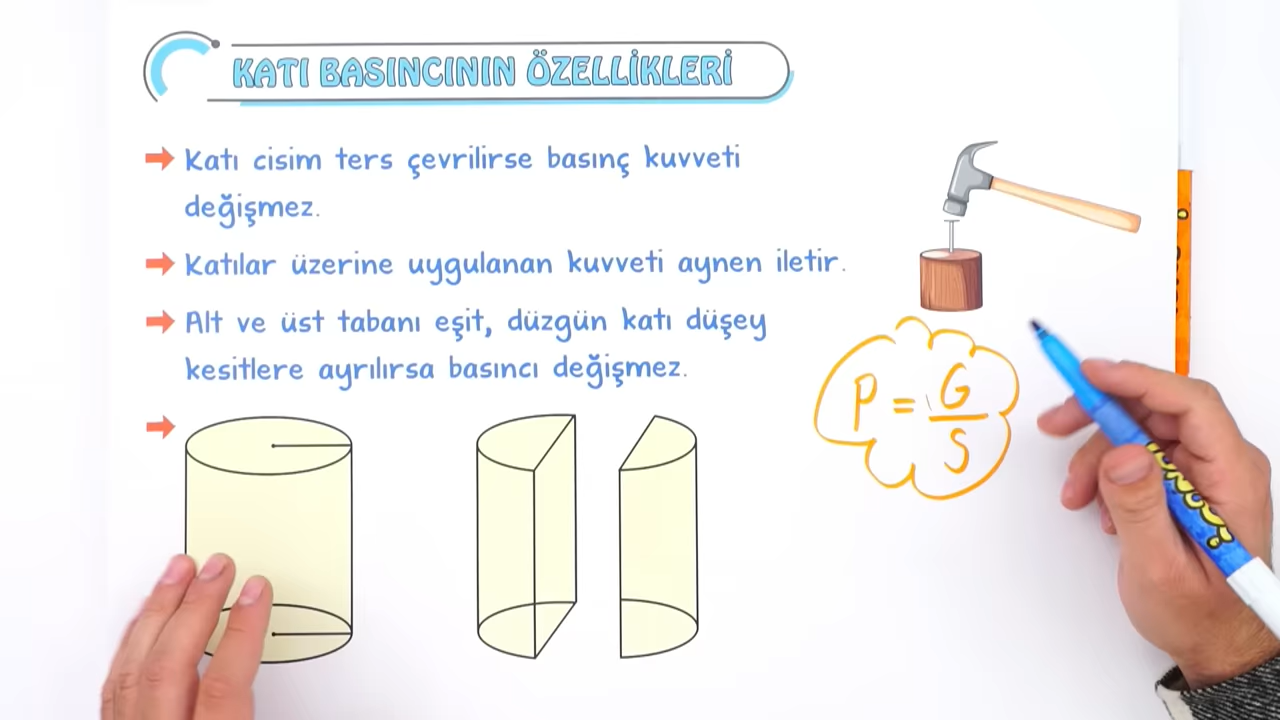 KATI BASINCININ ÖZELLİKLERİ
Katı cisim ters çevrilirse basınç kuvveti
değişmez.
Katılar üzerine uygulanan kuvveti aynen iletir.
Alt ve üst tabanı eşit, düzgün katı düşey
kesitlere ayrılırsa basıncı değişmez.
P = G
S